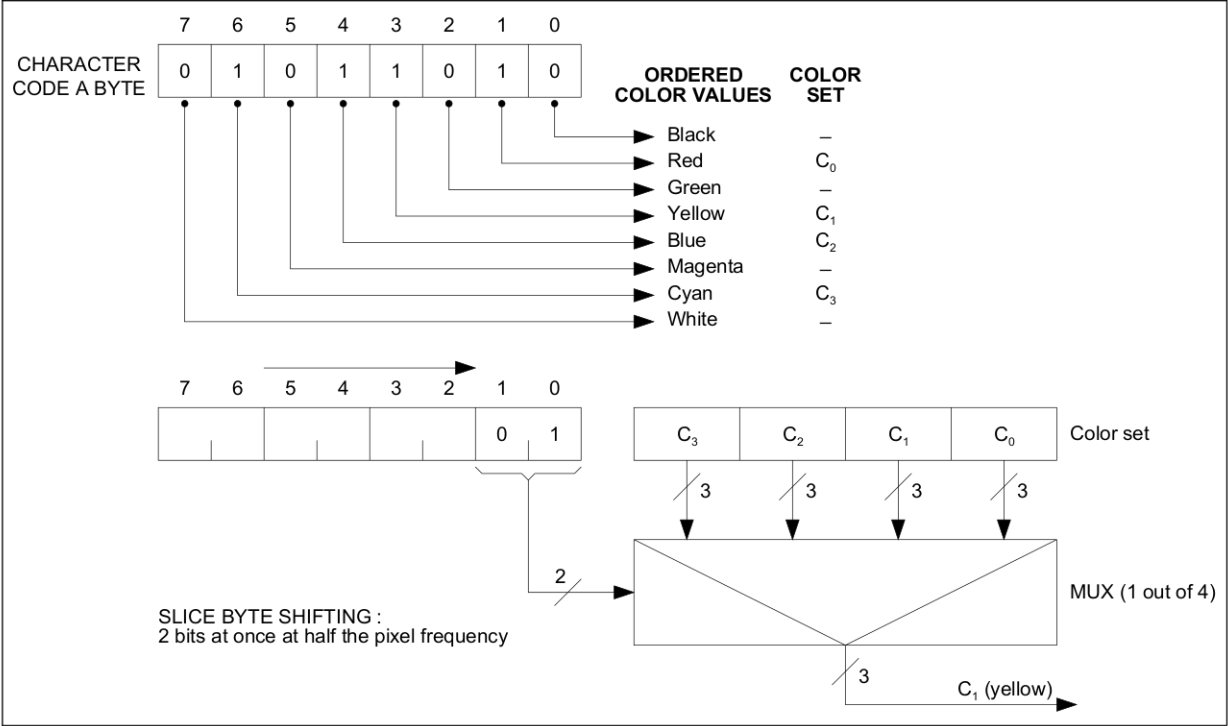 7 6 5 4 3 2 1 0
CHARACTER
CODE A BYTE
0 1 0 1 1 0 1 0
ORDERED
COLOR VALUES
COLOR
SET
Black –
Red C0
Green –
Yellow C1
Blue C2
Magenta –
Cyan C3
White –
7 6 5 4 3 2 1 0
0 1
C3 C2 C1 C0 Color set
3 3 3 3
2
MUX (1 out of 4)
SLICE BYTE SHIFTING :
2 bits at once at half the pixel frequency
3
C1 (yellow)